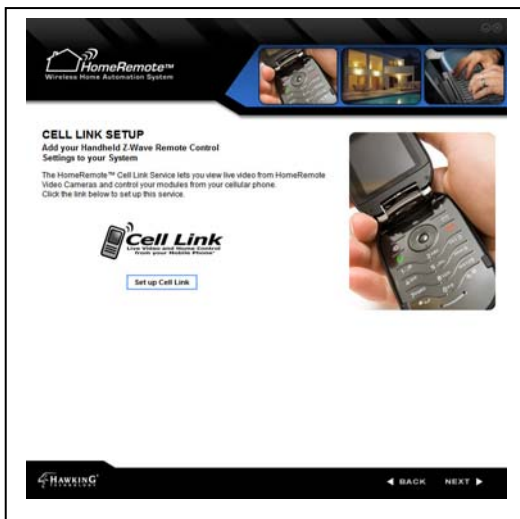 HomeRemote™
Wireless Home Automation System
CELL LINK SETUP
Add your Handheld Z-Wave Remote Control
Settings to your System
The HomeRemote™ Cell Link Service lets you view live video from HomeRemote
Video Cameras and control your modules from your cellular phone.
Click the link below to set up this service.
Cell Link
Live Video and Home Control
from your Mobile Phone
Set up Cell Link
HAWKING
TECHNOLOGY
BACK NEXT